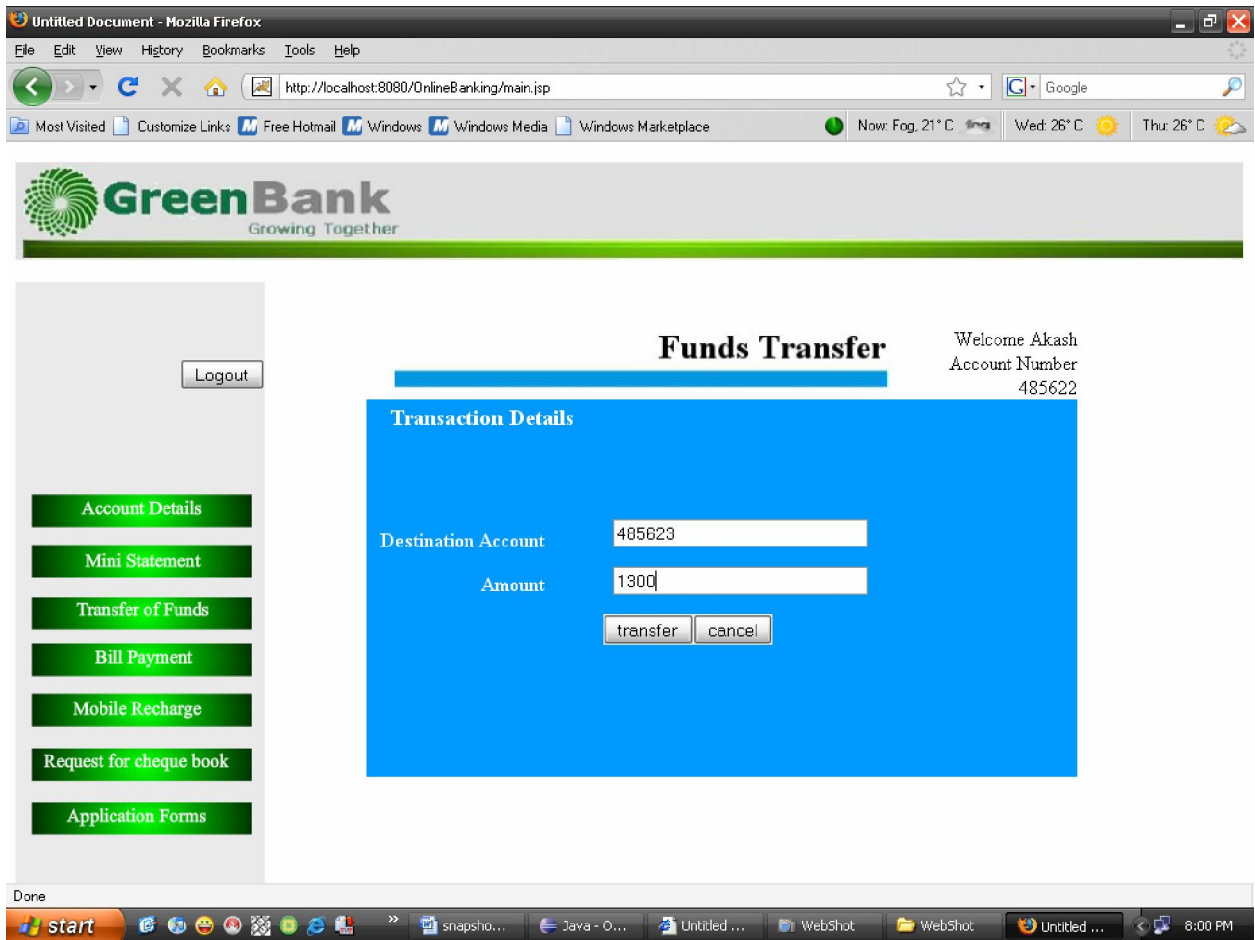 Untitled Document - Mozilla Firefox
File Edit View History Bookmarks Tools Help
http://localhost:8080/OnlineBanking/main.jsp
G Google
Most Visited Customize Links Free Hotmail Windows Windows Media Windows Marketplace Now: Fog, 21° C Wed: 26° C Thu: 26° C
GreenBank
Growing Together
Logout
Account Details
Mini Statement
Transfer of Funds
Bill Payment
Mobile Recharge
Request for cheque book
Application Forms
Funds Transfer
Welcome Akash
Account Number
485622
Transaction Details
Destination Account 485623
Amount 1300
transfer cancel
Done
start » snapsho... Java - O... Untitled ... WebShot WebShot Untitled ... 8:00 PM